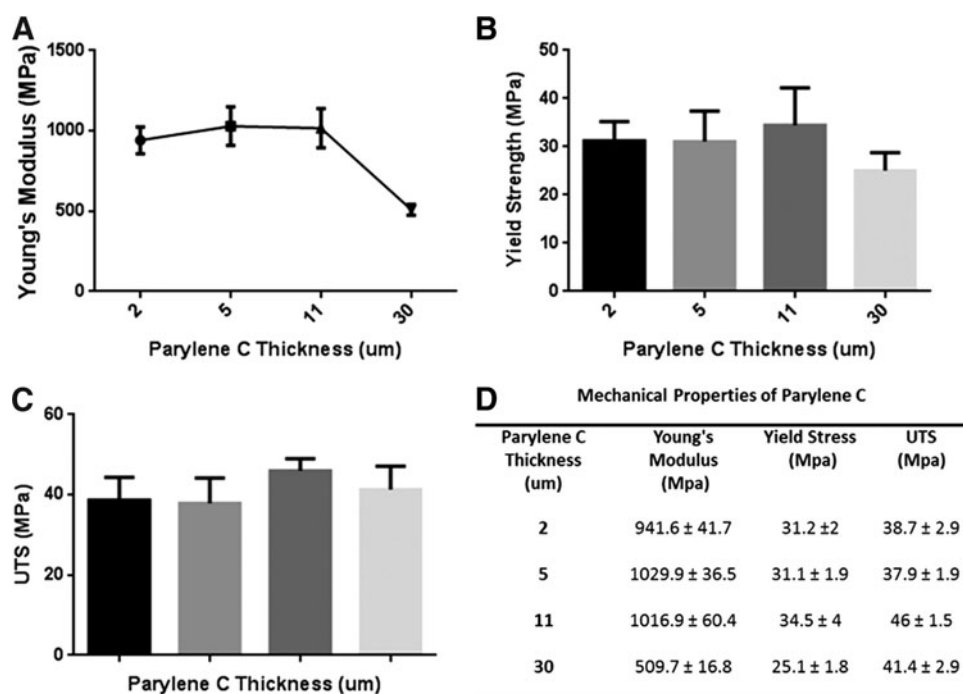 A
Young's Modulus (MPa)
1500
1000
500
0
2 5 11 30
Parylene C Thickness (um)
B
Yield Strength (MPa)
50
40
30
20
10
0
2 5 11 30
Parylene C Thickness (um)
C
UTS (MPa)
60
40
20
0
Parylene C Thickness (um)
D
Mechanical Properties of Parylene C
Parylene C Thickness (um) Young's Modulus (Mpa) Yield Stress (Mpa) UTS (Mpa)
2 941.6 ± 41.7 31.2 ±2 38.7 ± 2.9
5 1029.9 ± 36.5 31.1 ± 1.9 37.9 ± 1.9
11 1016.9 ± 60.4 34.5 ± 4 46 ± 1.5
30 509.7 ± 16.8 25.1 ± 1.8 41.4 ± 2.9